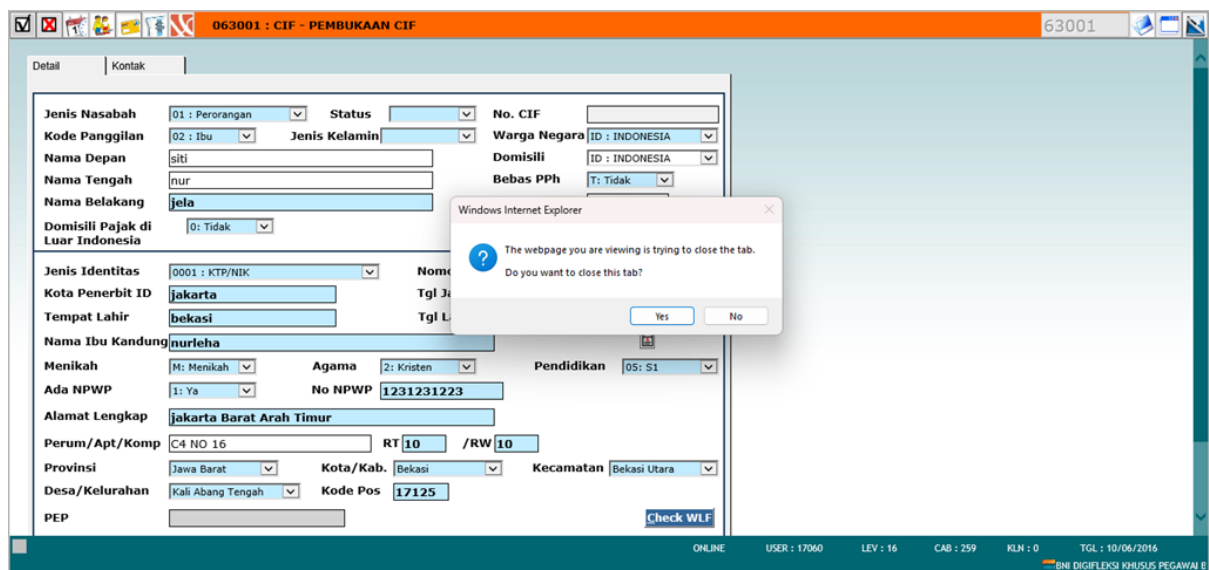 063001 : CIF - PEMBUKAAN CIF 63001
Detail Kontak
Jenis Nasabah 01 : Perorangan Status No. CIF
Kode Panggilan 02 : Ibu Jenis Kelamin Warga Negara ID : INDONESIA
Nama Depan siti Domisili ID : INDONESIA
Nama Tengah nur Bebas PPh T: Tidak
Nama Belakang jela
Domisili Pajak di 0: Tidak
Luar Indonesia
Windows Internet Explorer
The webpage you are viewing is trying to close the tab.
Do you want to close this tab?
Yes No
Jenis Identitas 0001 : KTP/NIK
Kota Penerbit ID jakarta Tgl
Tempat Lahir bekasi Tgl
Nama Ibu Kandung nurleha
Menikah M: Menikah Agama 2: Kristen Pendidikan 05: S1
Ada NPWP 1: Ya No NPWP 1231231223
Alamat Lengkap jakarta Barat Arah Timur
Perum/Apt/Komp C4 NO 16 RT 10 /RW 10
Provinsi Jawa Barat Kota/Kab. Bekasi Kecamatan Bekasi Utara
Desa/Kelurahan Kali Abang Tengah Kode Pos 17125
PEP Check WLF
ONLINE USER : 17060 LEV : 16 CAB : 259 KLN : 0 TGL : 10/06/2016
BNI DIGIFLEKSI KHUSUS PEGAWAI B